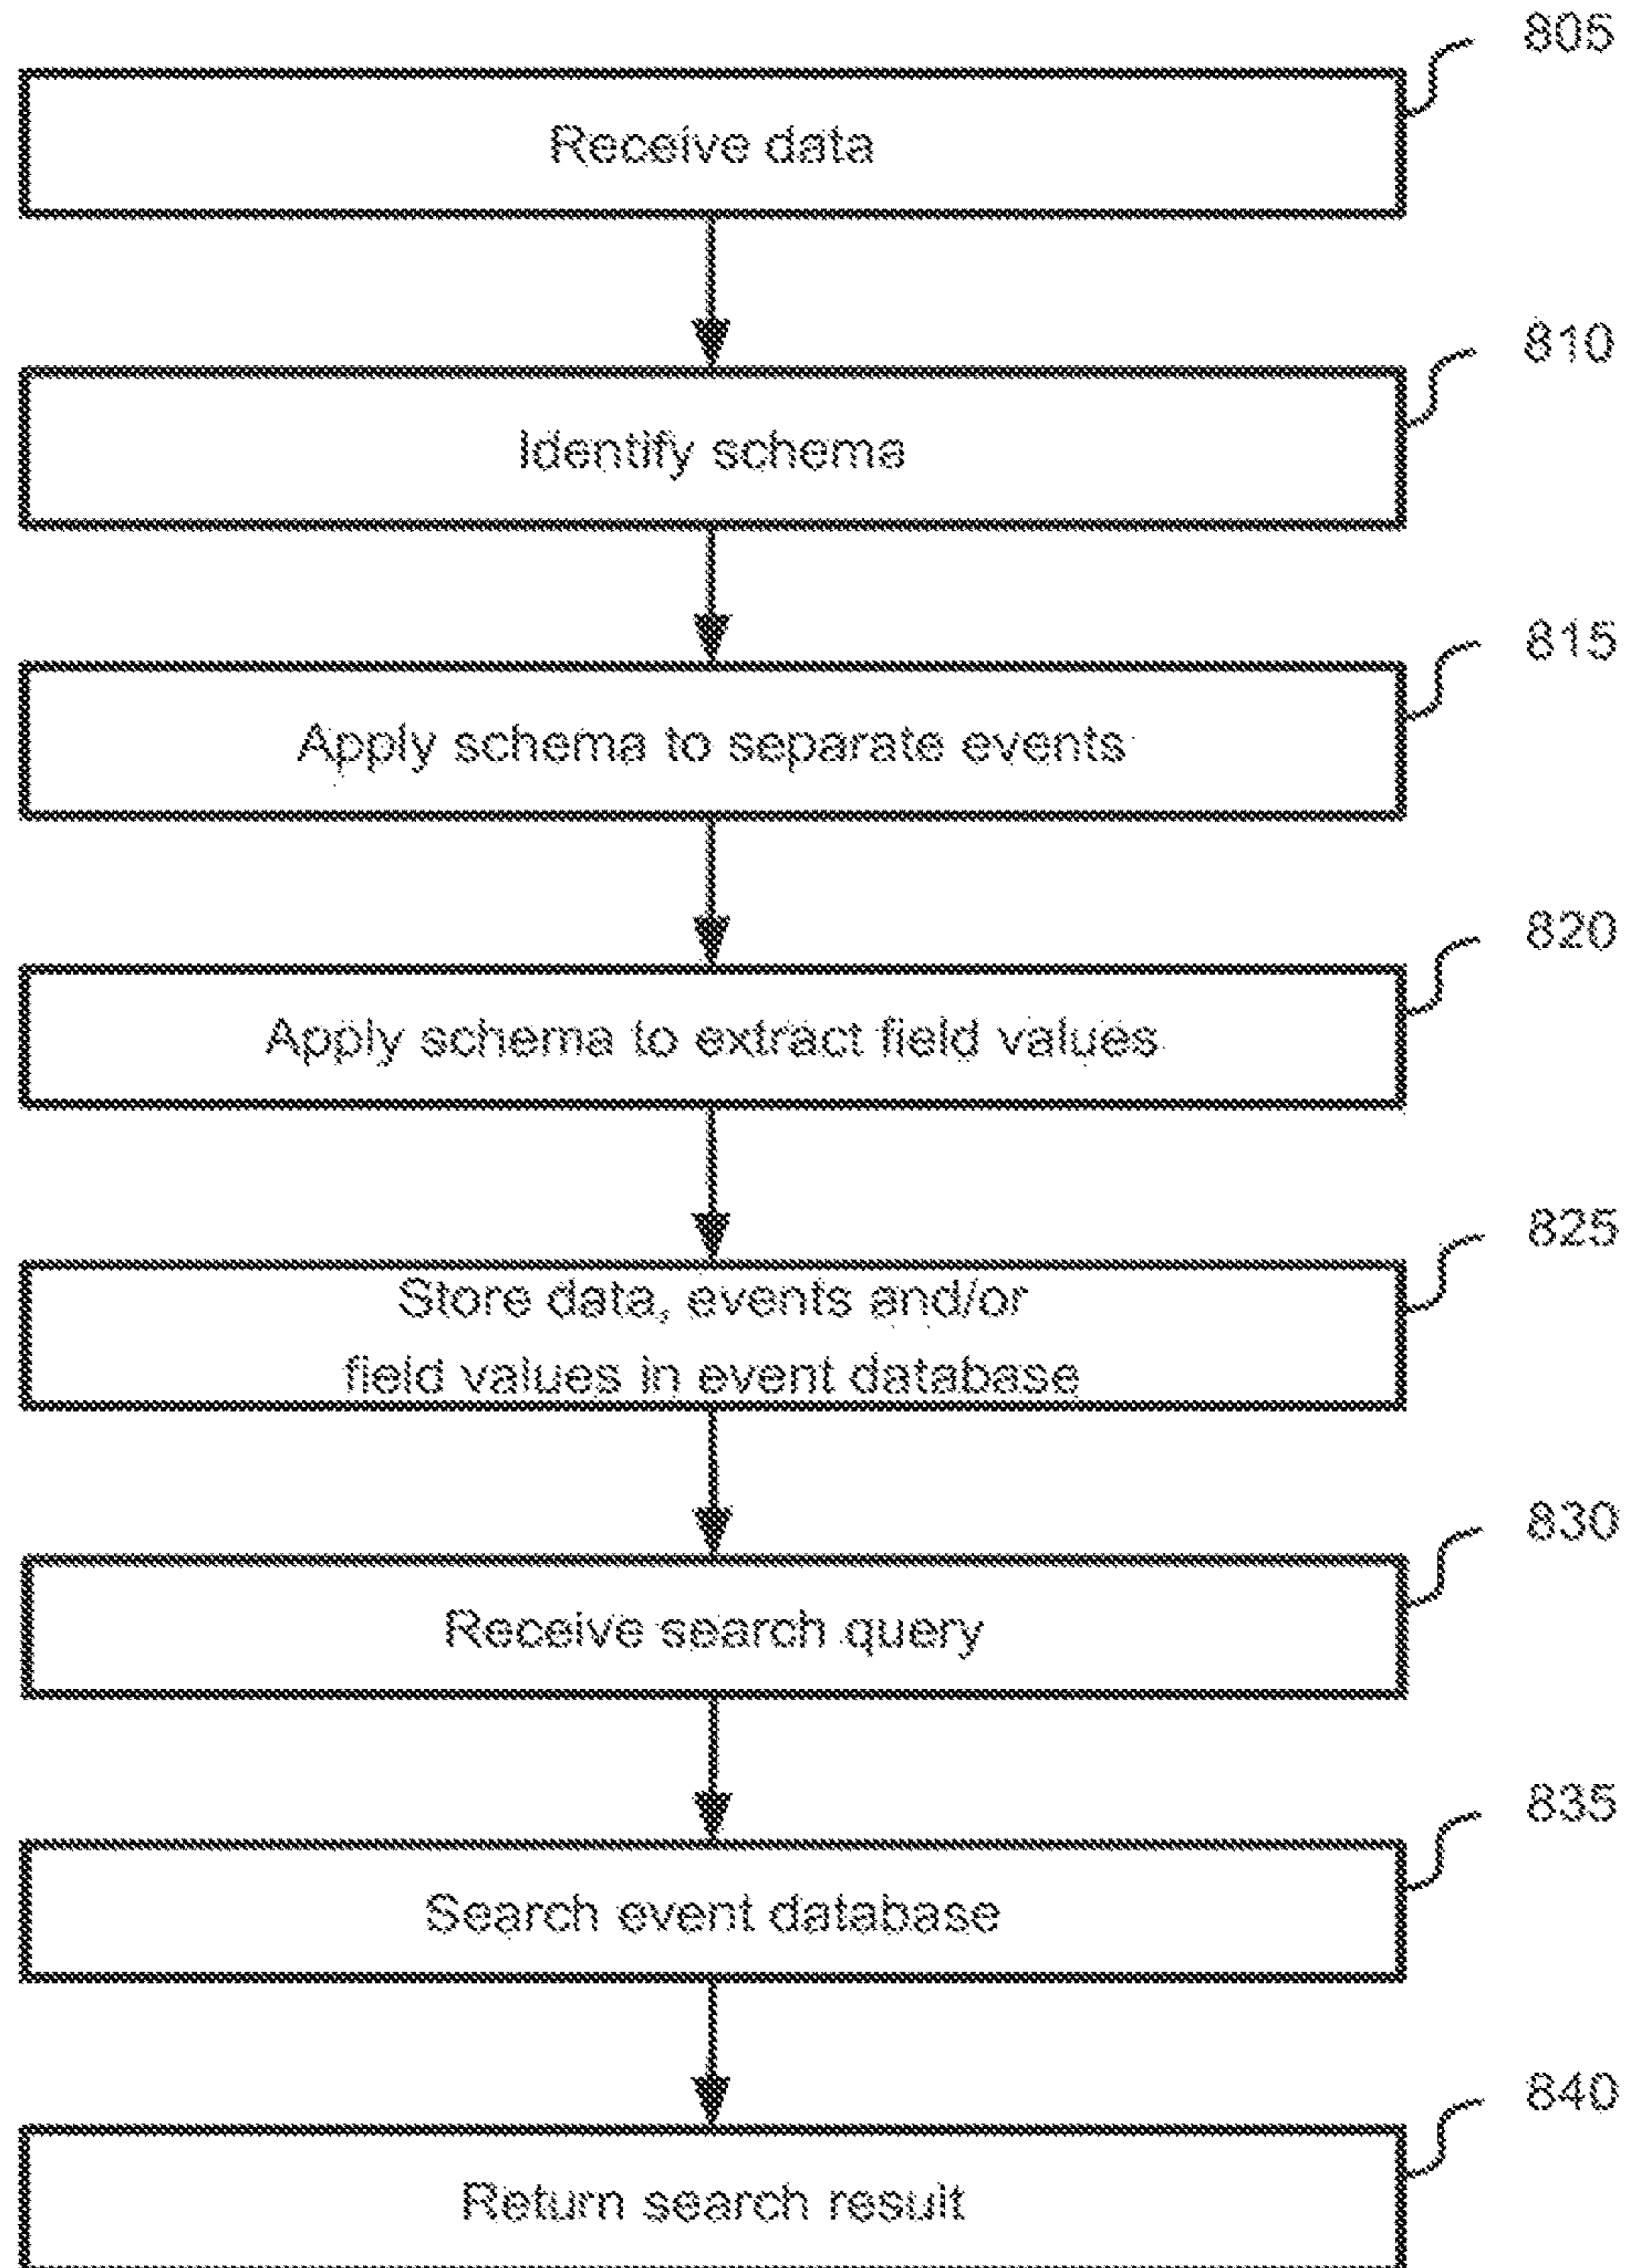 805
Receive data
810
Identify schema
815
Apply schema to separate events
820
Apply schema to extract field values
825
Store data, events and/or
field values in event database
830
Receive search query
835
Search event database
840
Return search result